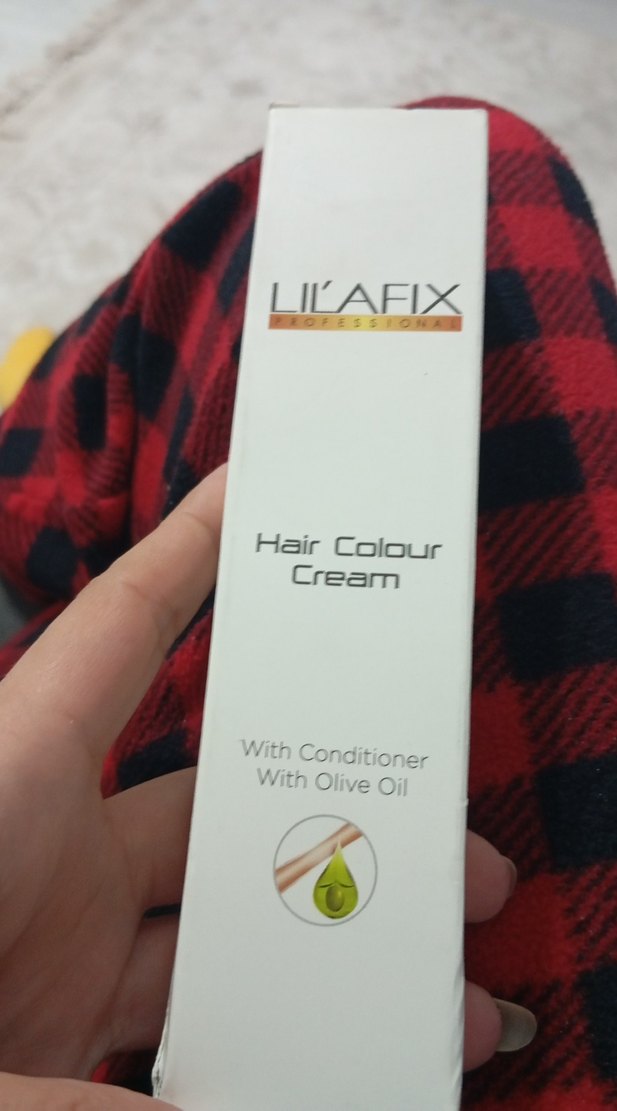 LIL'AFIX
PROFESSIONAL
Hair Colour
Cream
With Conditioner
With Olive Oil